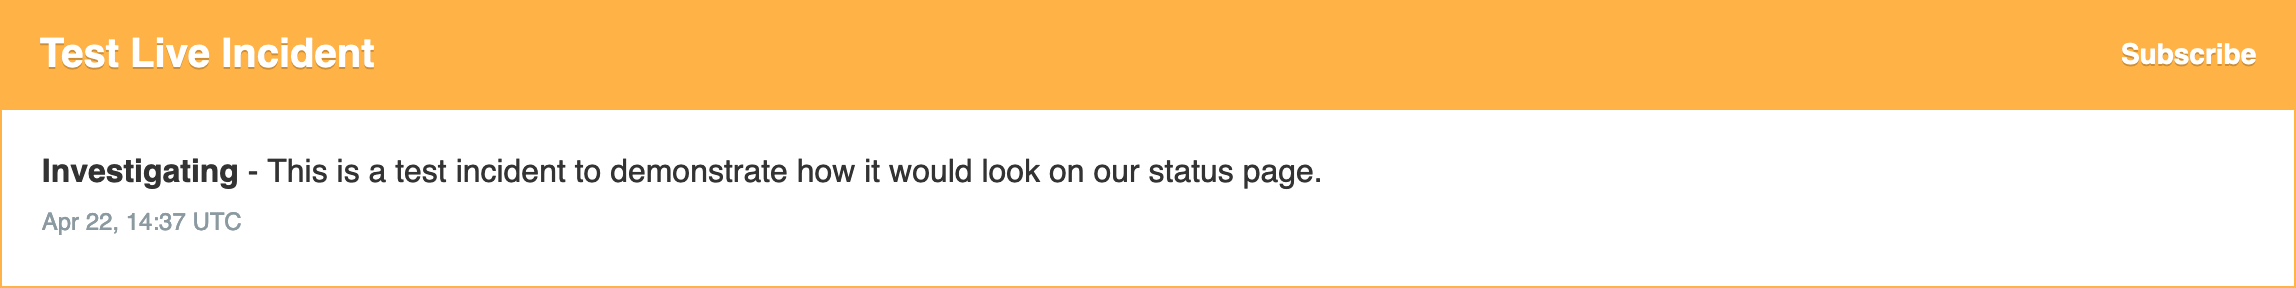 Test Live Incident
Subscribe
Investigating - This is a test incident to demonstrate how it would look on our status page.
Apr 22, 14:37 UTC